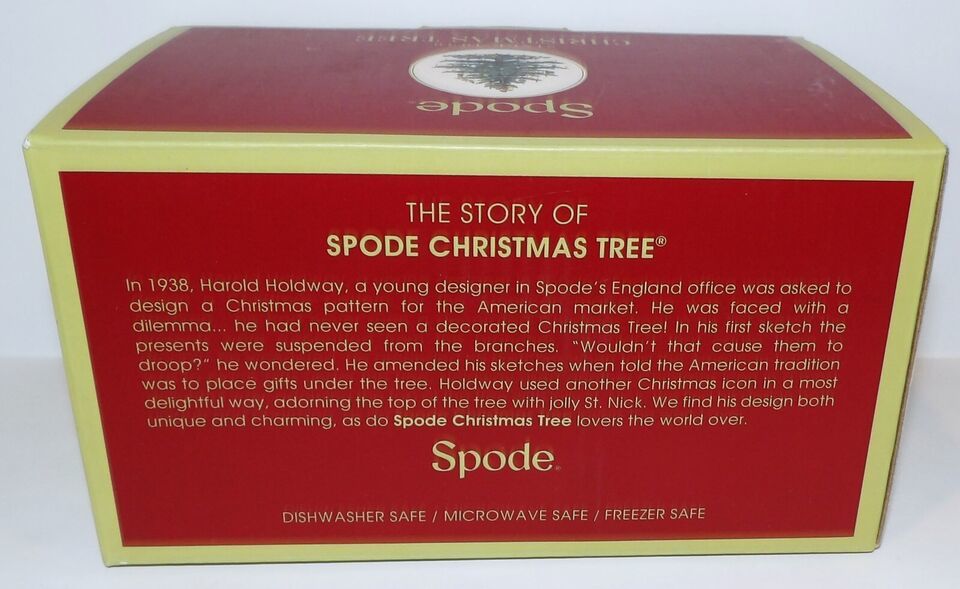 CHRISTMAS TREE
Spode
THE STORY OF
SPODE CHRISTMAS TREE®
In 1938, Harold Holdway, a young designer in Spode's England office was asked to
design a Christmas pattern for the American market. He was faced with a
dilemma... he had never seen a decorated Christmas Tree! In his first sketch the
presents were suspended from the branches. "Wouldn't that cause them to
droop?" he wondered. He amended his sketches when told the American tradition
was to place gifts under the tree. Holdway used another Christmas icon in a most
delightful way, adorning the top of the tree with jolly St. Nick. We find his design both
unique and charming, as do Spode Christmas Tree lovers the world over.
Spode®
DISHWASHER SAFE / MICROWAVE SAFE / FREEZER SAFE